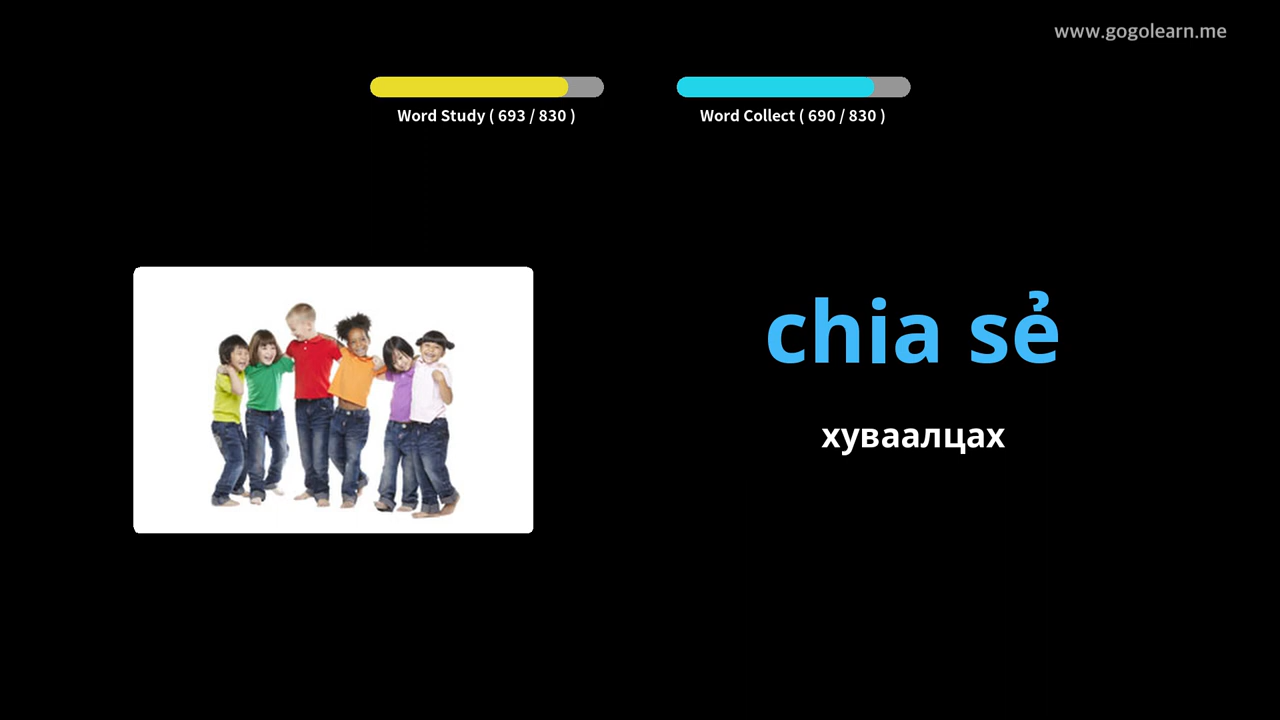 www.gogolearn.me
Word Study ( 693 / 830 )
Word Collect ( 690 / 830 )
chia sẻ
хуваалцах